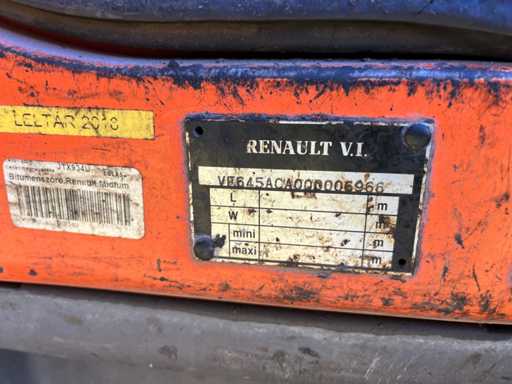 LELTÁR 2018
Bitumenszóró,Renault Midlum
RENAULT V.I.
VF645ACA000006966
L m
W m
mini m
maxi m